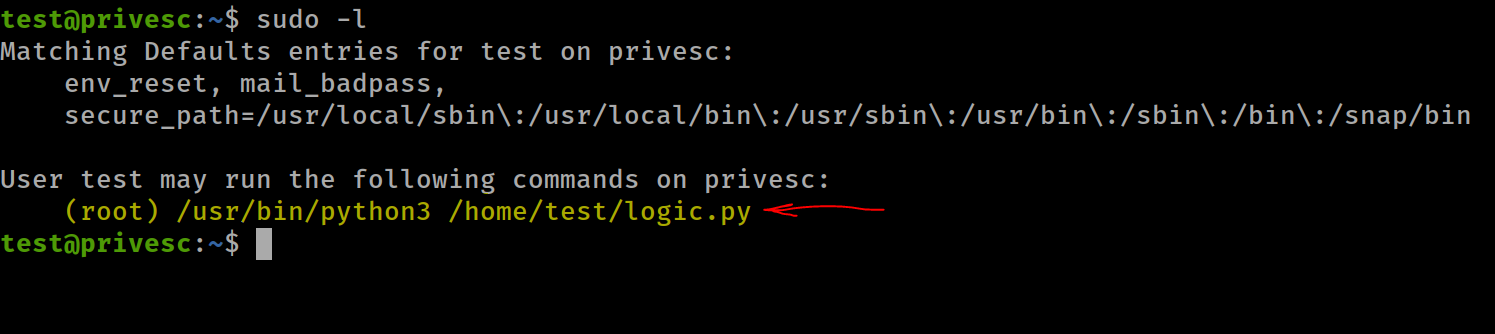 test@privesc:~$ sudo -l
Matching Defaults entries for test on privesc:
    env_reset, mail_badpass,
    secure_path=/usr/local/sbin\:/usr/local/bin\:/usr/sbin\:/usr/bin\:/sbin\:/bin\:/snap/bin

User test may run the following commands on privesc:
    (root) /usr/bin/python3 /home/test/logic.py
test@privesc:~$